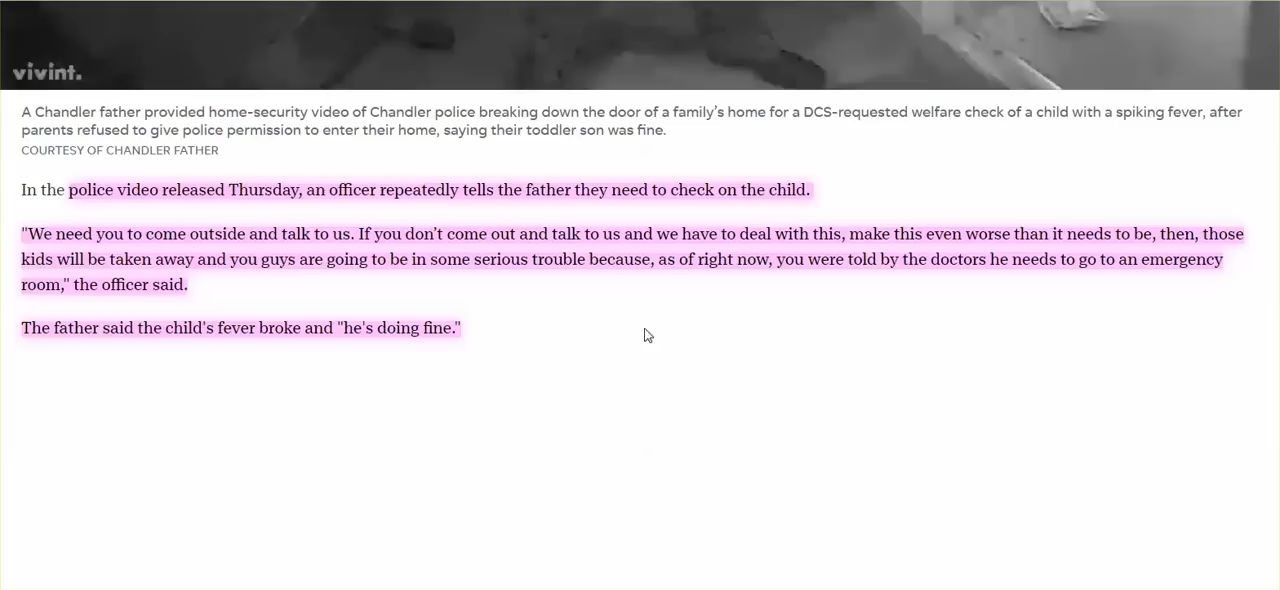 vivint.
A Chandler father provided home-security video of Chandler police breaking down the door of a family’s home for a DCS-requested welfare check of a child with a spiking fever, after
parents refused to give police permission to enter their home, saying their toddler son was fine.
COURTESY OF CHANDLER FATHER
In the police video released Thursday, an officer repeatedly tells the father they need to check on the child.
"We need you to come outside and talk to us. If you don’t come out and talk to us and we have to deal with this, make this even worse than it needs to be, then, those
kids will be taken away and you guys are going to be in some serious trouble because, as of right now, you were told by the doctors he needs to go to an emergency
room," the officer said.
The father said the child's fever broke and "he's doing fine."